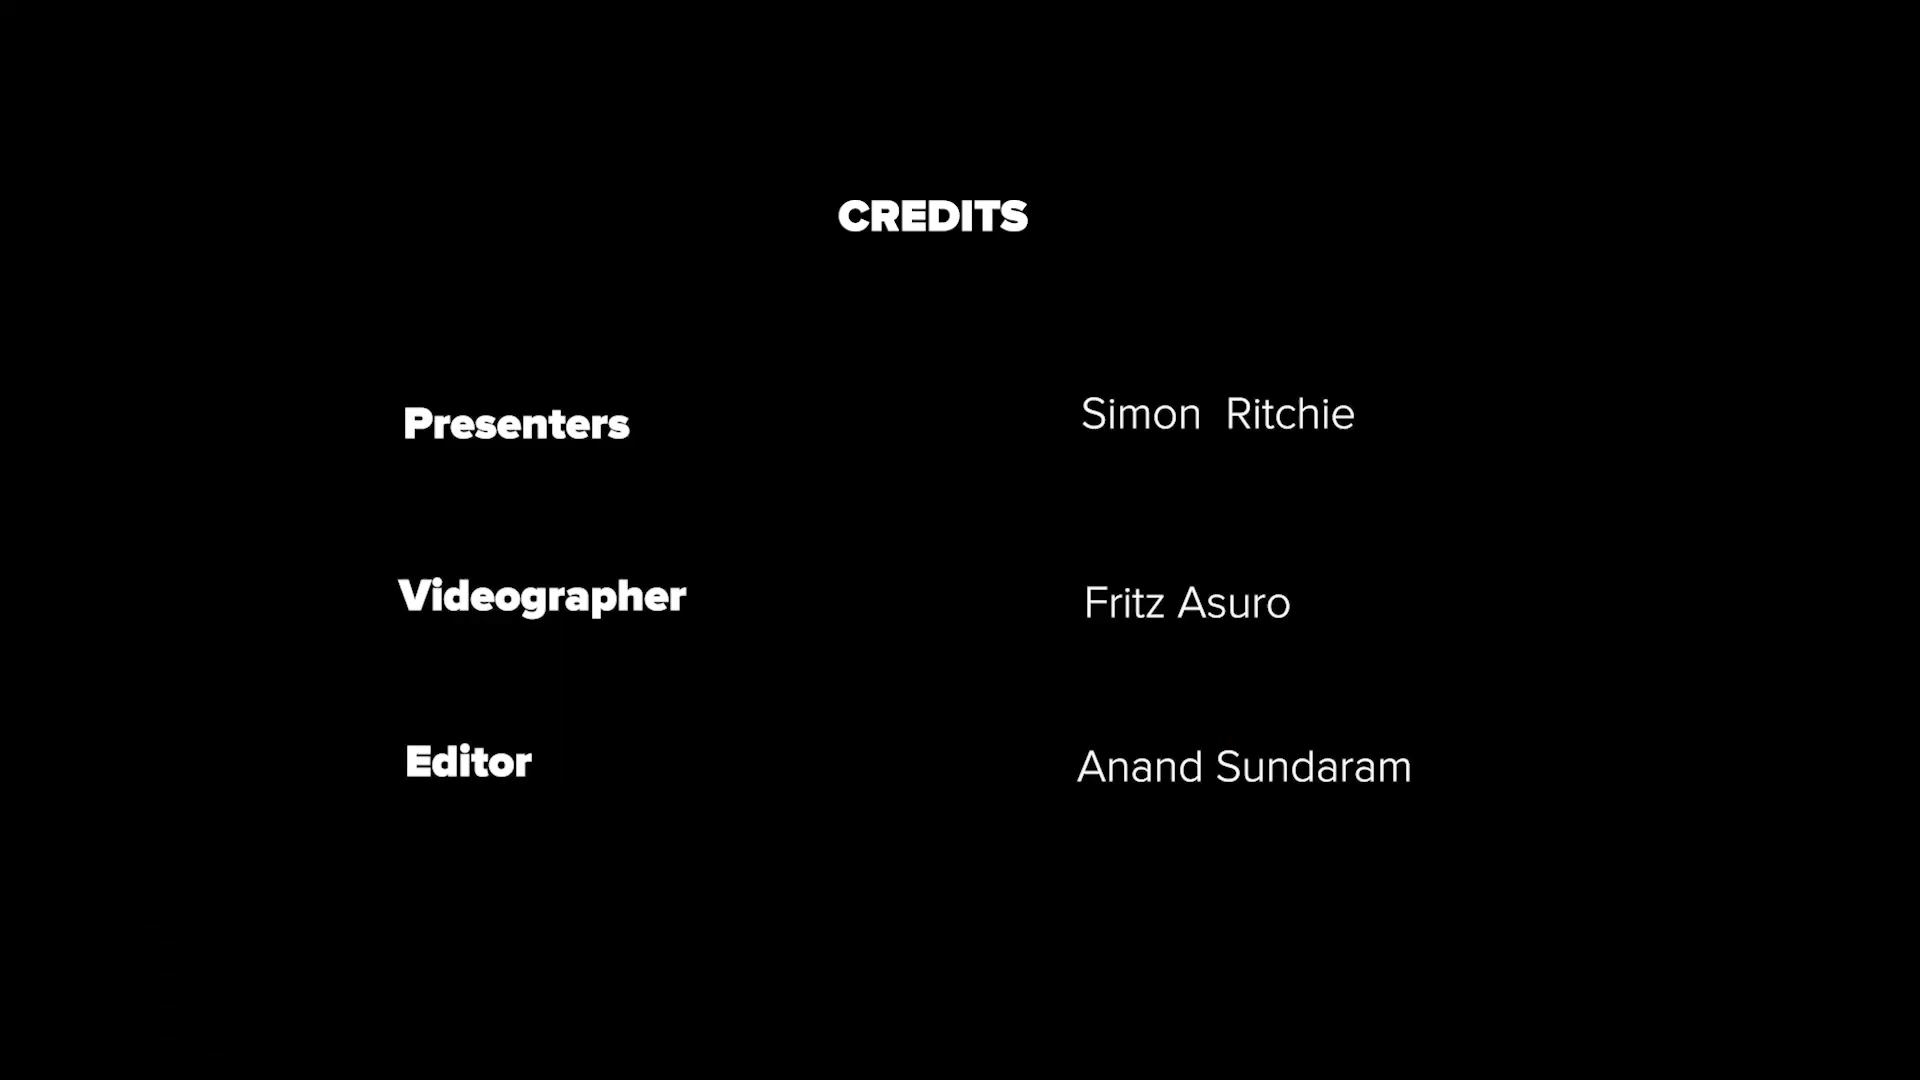 CREDITS
Presenters Simon  Ritchie
Videographer Fritz Asuro
Editor Anand Sundaram